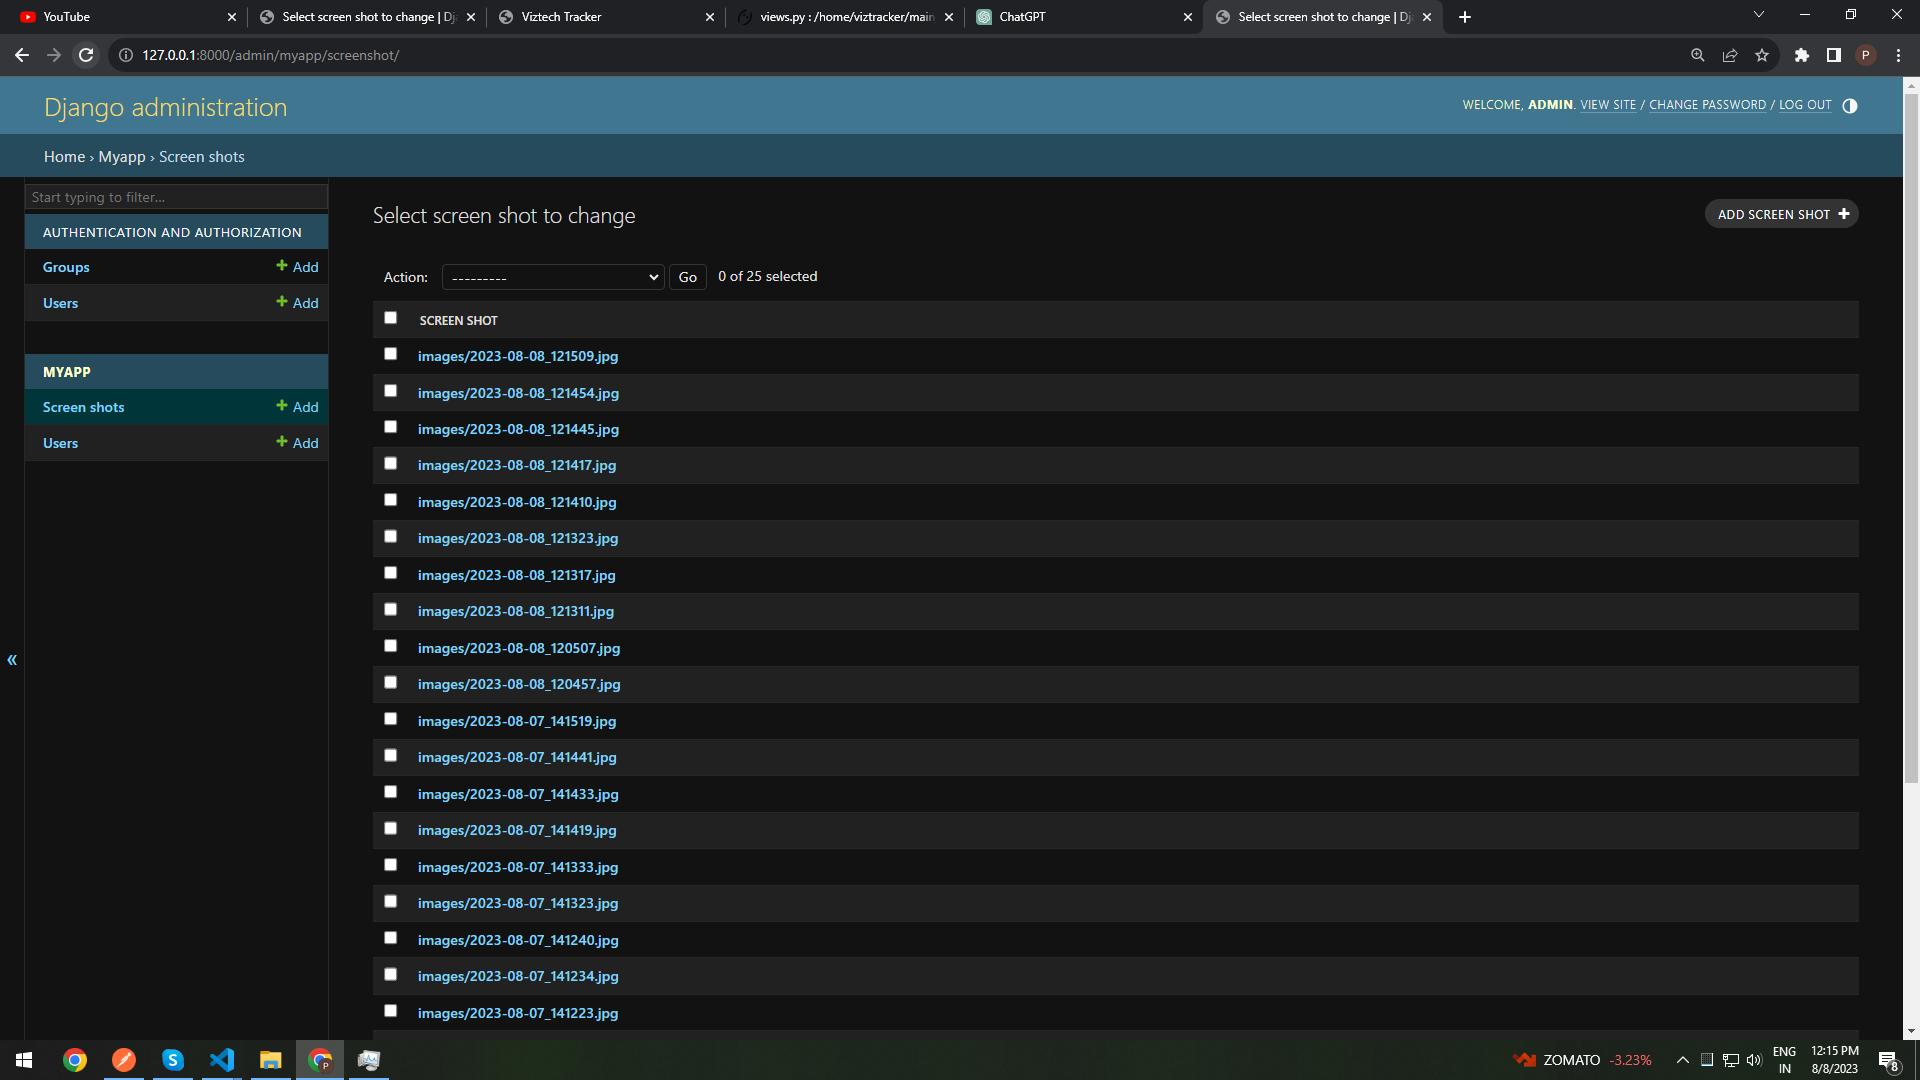 YouTube
Select screen shot to change | Dj
Viztech Tracker
views.py : /home/viztracker/main
ChatGPT
Select screen shot to change | Dj
127.0.0.1:8000/admin/myapp/screenshot/
P
Django administration
WELCOME, ADMIN. VIEW SITE / CHANGE PASSWORD / LOG OUT
Home › Myapp › Screen shots
Start typing to filter...
AUTHENTICATION AND AUTHORIZATION
Groups
Add
Users
Add
MYAPP
Screen shots
Add
Users
Add
«
Select screen shot to change
ADD SCREEN SHOT
Action: --------- Go 0 of 25 selected
SCREEN SHOT
images/2023-08-08_121509.jpg
images/2023-08-08_121454.jpg
images/2023-08-08_121445.jpg
images/2023-08-08_121417.jpg
images/2023-08-08_121410.jpg
images/2023-08-08_121323.jpg
images/2023-08-08_121317.jpg
images/2023-08-08_121311.jpg
images/2023-08-08_120507.jpg
images/2023-08-08_120457.jpg
images/2023-08-07_141519.jpg
images/2023-08-07_141441.jpg
images/2023-08-07_141433.jpg
images/2023-08-07_141419.jpg
images/2023-08-07_141333.jpg
images/2023-08-07_141323.jpg
images/2023-08-07_141240.jpg
images/2023-08-07_141234.jpg
images/2023-08-07_141223.jpg
ZOMATO -3.23%
ENG
IN
12:15 PM
8/8/2023
8